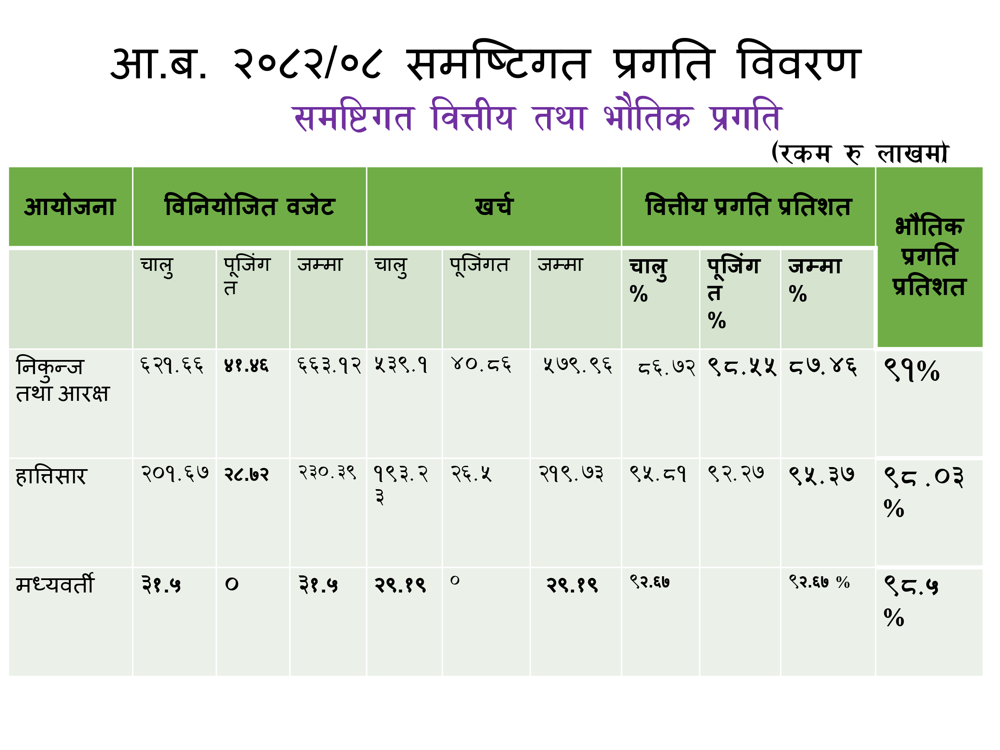 आ.ब. २०८२/०८ समष्टिगत प्रगति विवरण
समष्टिगत वित्तीय तथा भौतिक प्रगति
(रकम रु लाखमा)
आयोजना विनियोजित वजेट खर्च वित्तीय प्रगति प्रतिशत भौतिक प्रगति प्रतिशत
चालु पूजिंगत जम्मा चालु पूजिंगत जम्मा चालु % पूजिंगत % जम्मा %
निकुन्ज तथा आरक्ष ६२१.६६ ४१.४६ ६६३.१२ ५३९.१ ४०.८६ ५७९.९६ ८६.७२ ९८.५५ ८७.४६ ९१%
हात्तिसार २०१.६७ २८.७२ २३०.३९ १९३.२३ २६.५ २१९.७३ ९५.८१ ९२.२७ ९५.३७ ९८ .०३ %
मध्यवर्ती ३१.५ ० ३१.५ २९.१९ ० २९.१९ ९२.६७ ९२.६७ % ९८.५ %